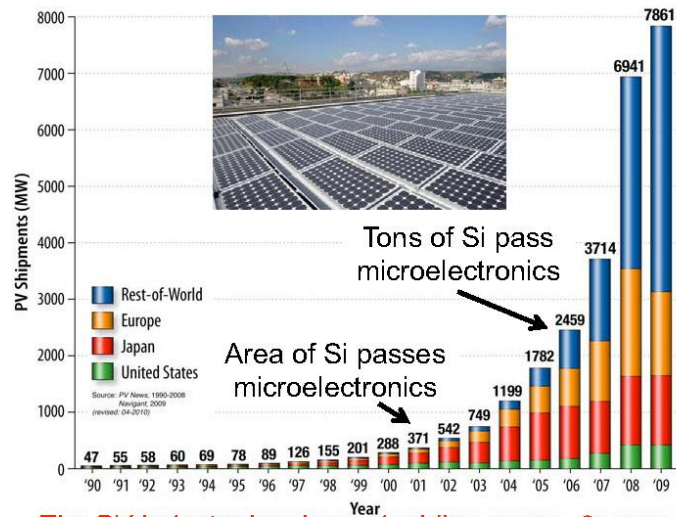 8000
7000
6000
5000
4000
3000
2000
1000
0
PV Shipments (MW)
7861
6941
3714
2459
1782
1199
749
542
371
288
201
155
126
89
78
69
60
58
55
47
Tons of Si pass
microelectronics
Area of Si passes
microelectronics
Rest-of-World
Europe
Japan
United States
Source: PV News, 1990-2008
Navigant, 2009
(revised: 04-2010)
'90 '91 '92 '93 '94 '95 '96 '97 '98 '99 '00 '01 '02 '03 '04 '05 '06 '07 '08 '09
Year